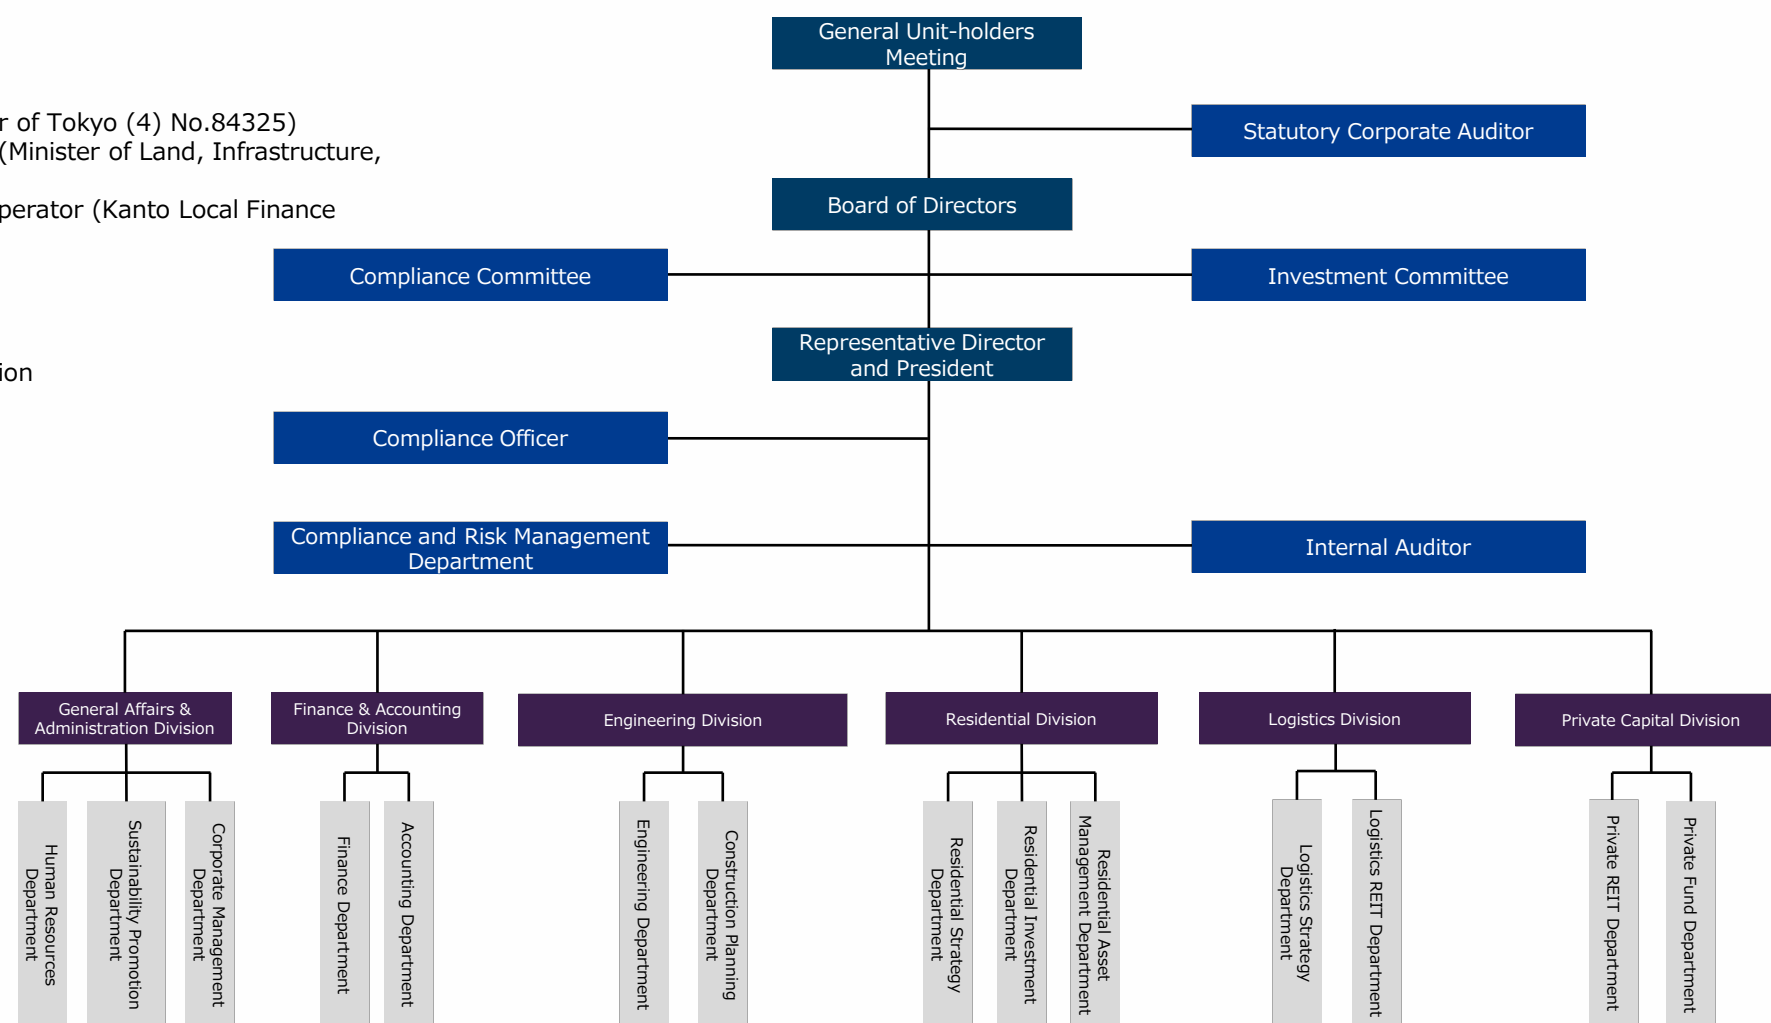 General Unit-holders
Meeting
r of Tokyo (4) No.84325)
(Minister of Land, Infrastructure,
perator (Kanto Local Finance
ion
Statutory Corporate Auditor
Board of Directors
Compliance Committee
Investment Committee
Representative Director
and President
Compliance Officer
Compliance and Risk Management
Department
Internal Auditor
General Affairs &
Administration Division
Finance & Accounting
Division
Engineering Division
Residential Division
Logistics Division
Private Capital Division
Human Resources
Department
Sustainability Promotion
Department
Corporate Management
Department
Finance Department
Accounting Department
Engineering Department
Construction Planning
Department
Residential Strategy
Department
Residential Investment
Department
Residential Asset
Management Department
Logistics Strategy
Department
Logistics REIT Department
Private REIT Department
Private Fund Department